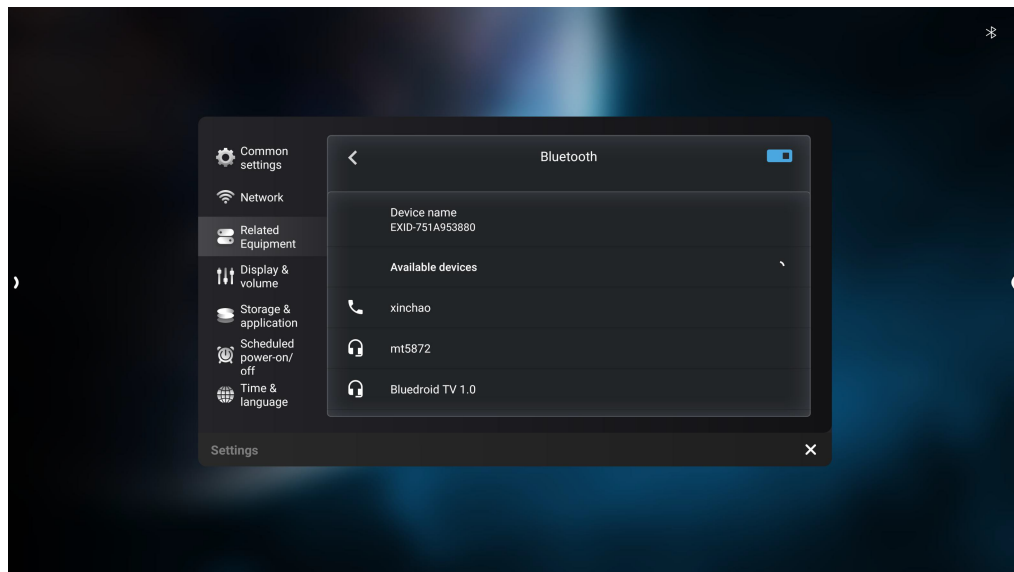 Common
settings
Network
Related
Equipment
Display &
volume
Storage &
application
Scheduled
power-on/
off
Time &
language
Bluetooth
Device name
EXID-751A953880
Available devices
xinchao
mt5872
Bluedroid TV 1.0
Settings